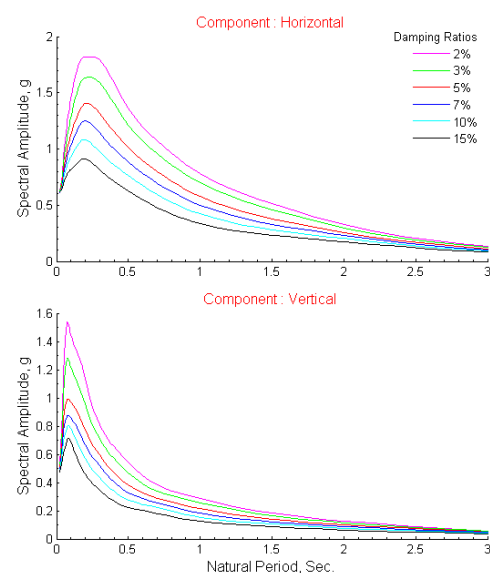 Component : Horizontal
Damping Ratios
2%
3%
5%
7%
10%
15%
Spectral Amplitude, g
2
1.5
1
0.5
0
0 0.5 1 1.5 2 2.5 3
Component : Vertical
Spectral Amplitude, g
1.6
1.4
1.2
1
0.8
0.6
0.4
0.2
0
0 0.5 1 1.5 2 2.5 3
Natural Period, Sec.